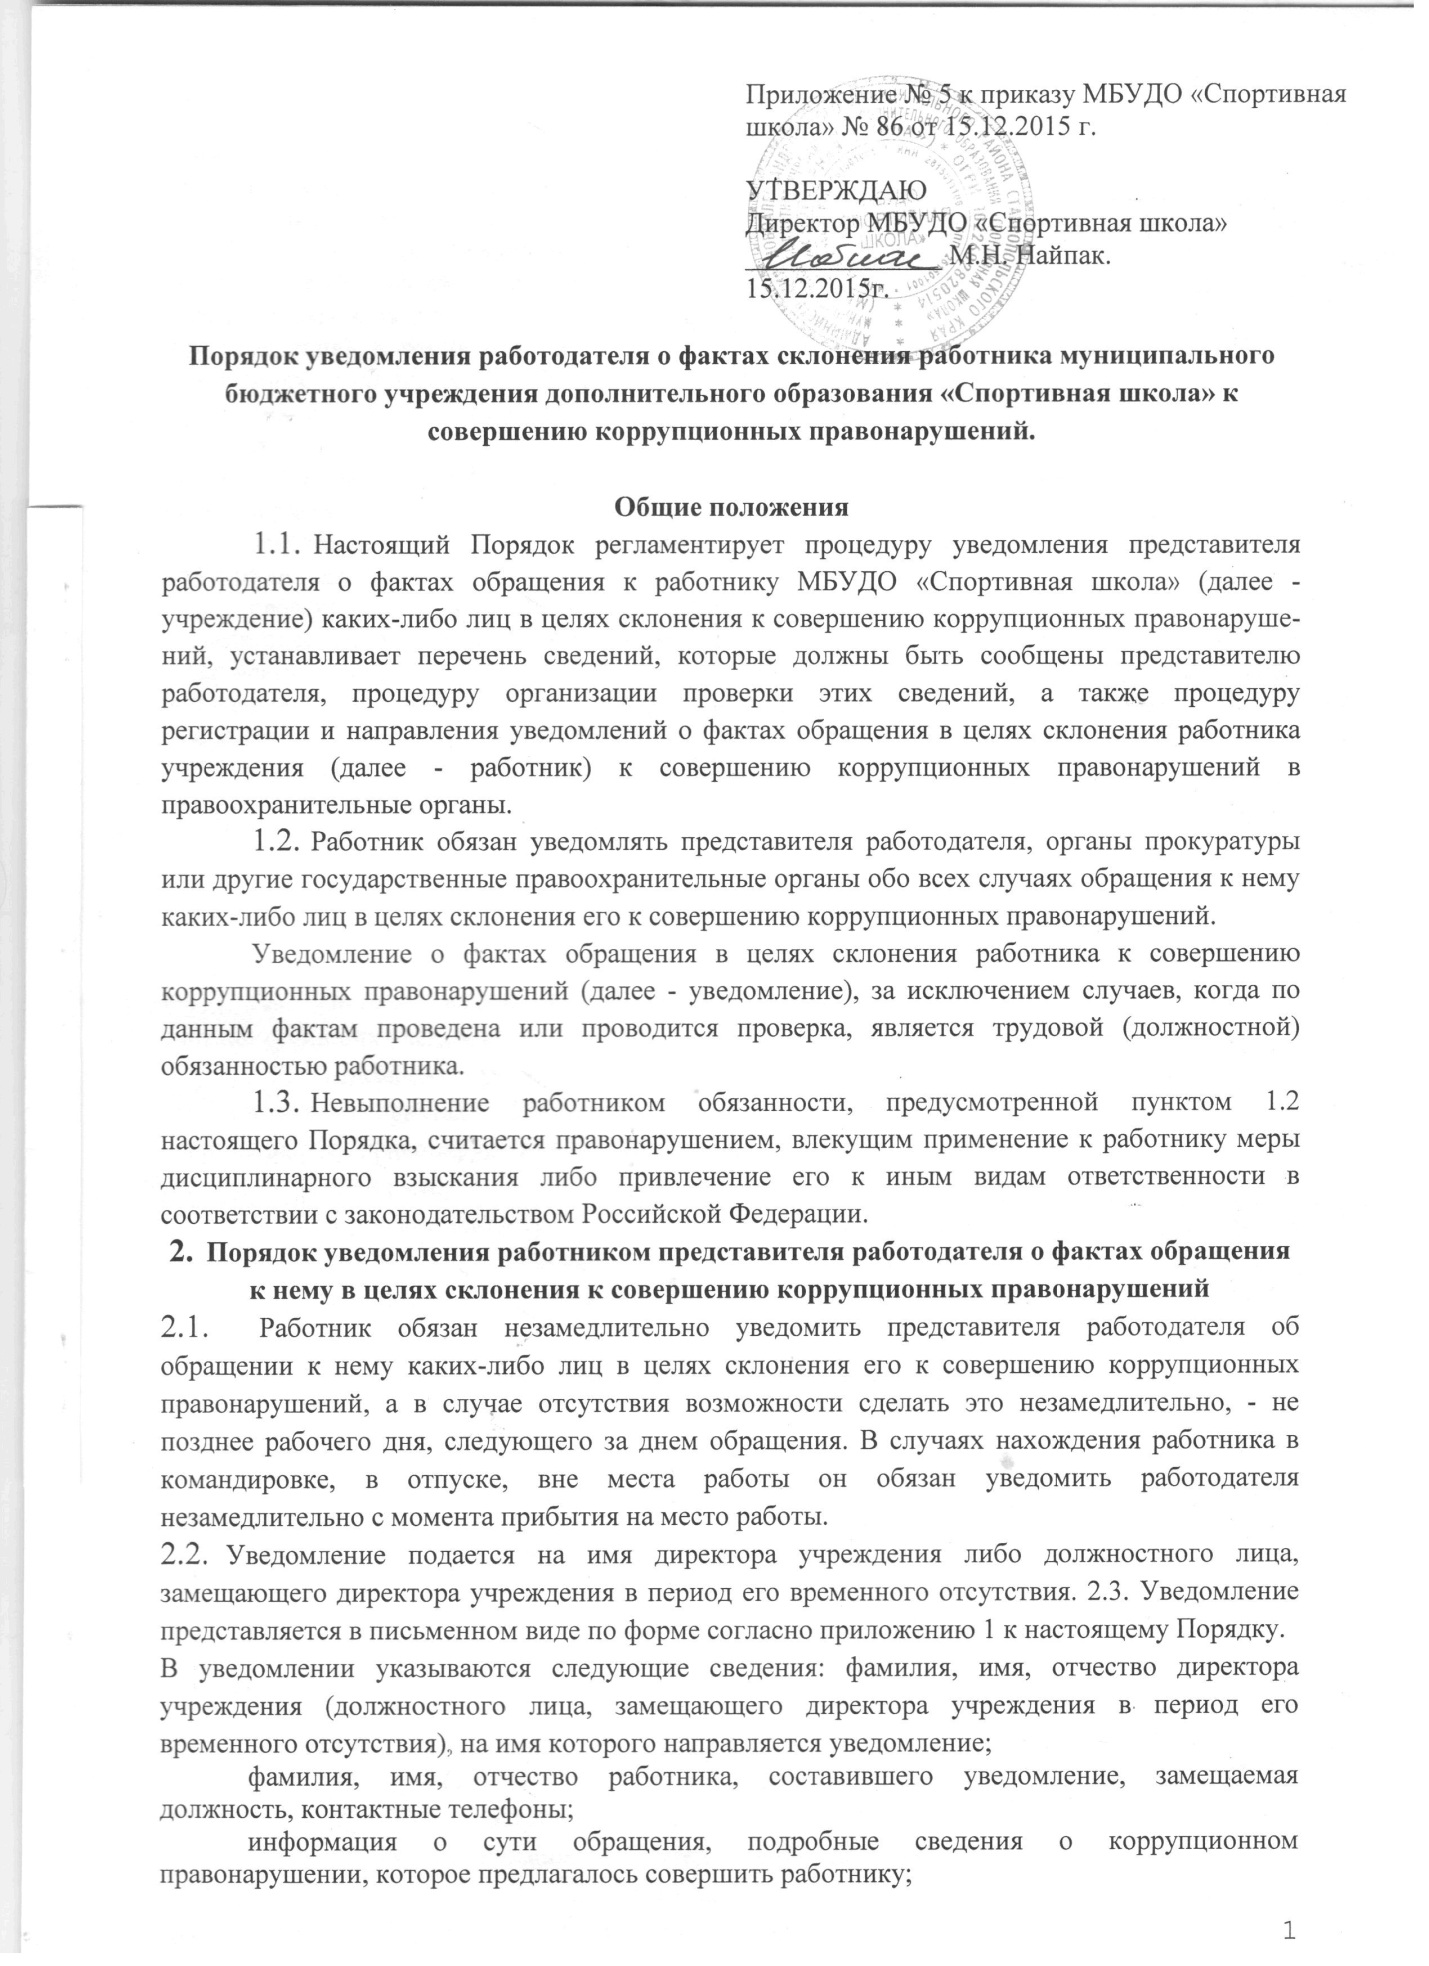 Приложение № 5 к приказу МБУДО «Спортивная
школа» № 86 от 15.12.2015 г.
УТВЕРЖДАЮ
Директор МБУДО «Спортивная школа»
М.Н. Найпак.
15.12.2015г.
Порядок уведомления работодателя о фактах склонения работника муниципального
бюджетного учреждения дополнительного образования «Спортивная школа» к
совершению коррупционных правонарушений.
Общие положения
1.1. Настоящий Порядок регламентирует процедуру уведомления представителя
работодателя о фактах обращения к работнику МБУДО «Спортивная школа» (далее -
учреждение) каких-либо лиц в целях склонения к совершению коррупционных правонаруше-
ний, устанавливает перечень сведений, которые должны быть сообщены представителю
работодателя, процедуру организации проверки этих сведений, а также процедуру
регистрации и направления уведомлений о фактах обращения в целях склонения работника
учреждения (далее - работник) к совершению коррупционных правонарушений в
правоохранительные органы.
1.2. Работник обязан уведомлять представителя работодателя, органы прокуратуры
или другие государственные правоохранительные органы обо всех случаях обращения к нему
каких-либо лиц в целях склонения его к совершению коррупционных правонарушений.
Уведомление о фактах обращения в целях склонения работника к совершению
коррупционных правонарушений (далее - уведомление), за исключением случаев, когда по
данным фактам проведена или проводится проверка, является трудовой (должностной)
обязанностью работника.
1.3. Невыполнение работником обязанности, предусмотренной пунктом 1.2
настоящего Порядка, считается правонарушением, влекущим применение к работнику меры
дисциплинарного взыскания либо привлечение его к иным видам ответственности в
соответствии с законодательством Российской Федерации.
2. Порядок уведомления работником представителя работодателя о фактах обращения
к нему в целях склонения к совершению коррупционных правонарушений
2.1. Работник обязан незамедлительно уведомить представителя работодателя об
обращении к нему каких-либо лиц в целях склонения его к совершению коррупционных
правонарушений, а в случае отсутствия возможности сделать это незамедлительно, - не
позднее рабочего дня, следующего за днем обращения. В случаях нахождения работника в
командировке, в отпуске, вне места работы он обязан уведомить работодателя
незамедлительно с момента прибытия на место работы.
2.2. Уведомление подается на имя директора учреждения либо должностного лица,
замещающего директора учреждения в период его временного отсутствия. 2.3. Уведомление
представляется в письменном виде по форме согласно приложению 1 к настоящему Порядку.
В уведомлении указываются следующие сведения: фамилия, имя, отчество директора
учреждения (должностного лица, замещающего директора учреждения в период его
временного отсутствия), на имя которого направляется уведомление;
фамилия, имя, отчество работника, составившего уведомление, замещаемая
должность, контактные телефоны;
информация о сути обращения, подробные сведения о коррупционном
правонарушении, которое предлагалось совершить работнику;
1